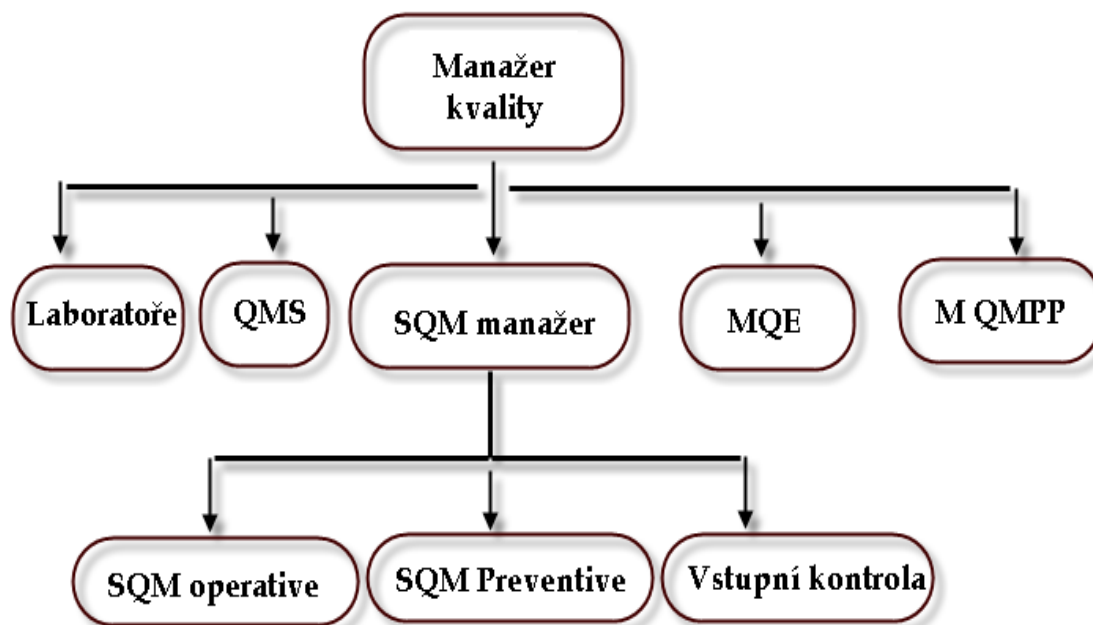 Manažer
kvality
Laboratoře
QMS
SQM manažer
MQE
M QMPP
SQM operative
SQM Preventive
Vstupní kontrola